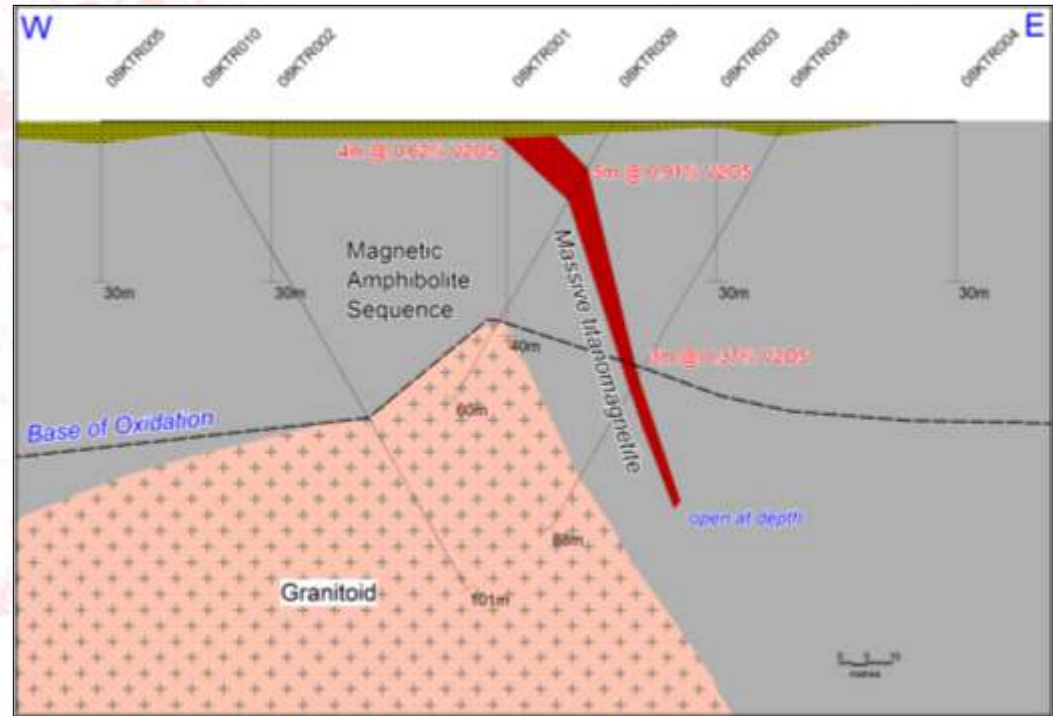 W
E
08KTR005
08KTR010
08KTR002
08KTR001
08KTR009
08KTR003
08KTR008
08KTR004
4m @ 0.62% V2O5
5m @ 0.91% V2O5
Magnetic
Amphibolite
Sequence
Massive titanomagnetite
30m
30m
30m
30m
40m
3m @ 0.37% V2O5
60m
Base of Oxidation
open at depth
88m
Granitoid
101m
metres